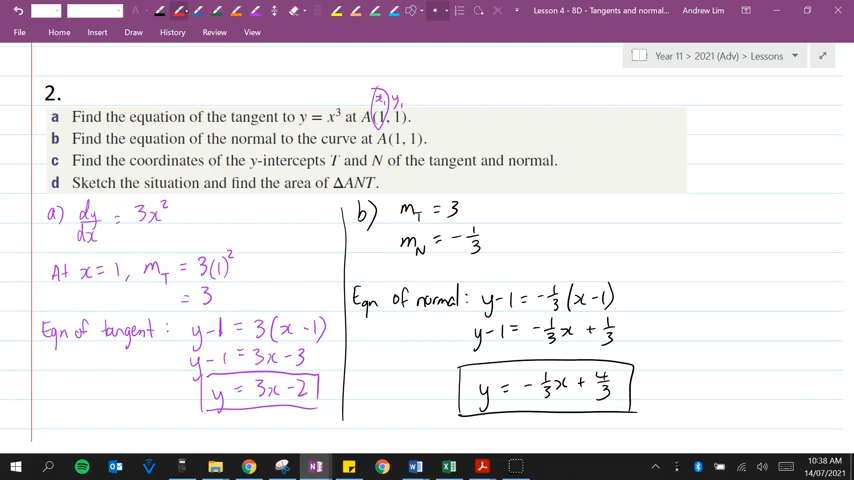 Lesson 4 - 8D - Tangents and normal...
Andrew Lim
File Home Insert Draw History Review View
Year 11 > 2021 (Adv) > Lessons
2.
a Find the equation of the tangent to y = x³ at A(1, 1).
x₁ y₁
b Find the equation of the normal to the curve at A(1, 1).
c Find the coordinates of the y-intercepts T and N of the tangent and normal.
d Sketch the situation and find the area of ΔANT.
a) dy/dx = 3x²
At x = 1, m_T = 3(1)²
= 3
Eqn of tangent : y-1 = 3(x-1)
y-1 = 3x-3
y = 3x-2
b) m_T = 3
m_N = -1/3
Eqn of normal: y-1 = -1/3(x-1)
y-1 = -1/3x + 1/3
y = -1/3x + 4/3
10:38 AM
14/07/2021